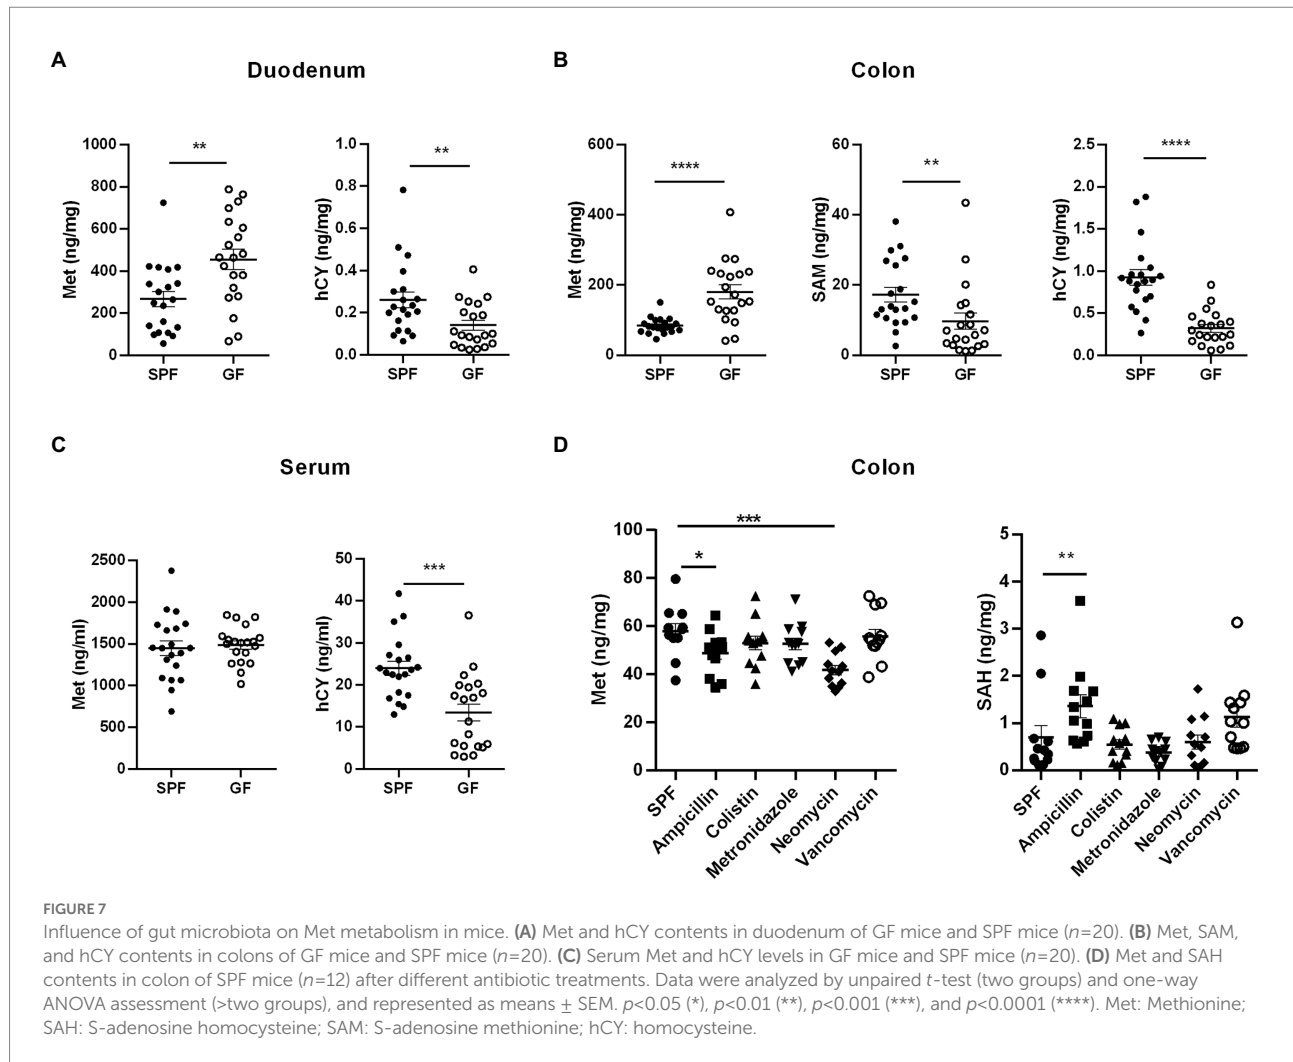 A
Duodenum
Met (ng/mg)
1000
800
600
400
200
0
**
SPF
GF
hCY (ng/mg)
1.0
0.8
0.6
0.4
0.2
0.0
**
SPF
GF
B
Colon
Met (ng/mg)
600
400
200
0
****
SPF
GF
SAM (ng/mg)
60
40
20
0
**
SPF
GF
hCY (ng/mg)
2.5
2.0
1.5
1.0
0.5
0.0
****
SPF
GF
C
Serum
Met (ng/ml)
2500
2000
1500
1000
500
0
SPF
GF
hCY (ng/ml)
50
40
30
20
10
0
***
SPF
GF
D
Colon
Met (ng/mg)
100
80
60
40
20
0
***
*
SPF
Ampicillin
Colistin
Metronidazole
Neomycin
Vancomycin
SAH (ng/mg)
5
4
3
2
1
0
**
SPF
Ampicillin
Colistin
Metronidazole
Neomycin
Vancomycin
FIGURE 7
Influence of gut microbiota on Met metabolism in mice. (A) Met and hCY contents in duodenum of GF mice and SPF mice (n=20). (B) Met, SAM,
and hCY contents in colons of GF mice and SPF mice (n=20). (C) Serum Met and hCY levels in GF mice and SPF mice (n=20). (D) Met and SAH
contents in colon of SPF mice (n=12) after different antibiotic treatments. Data were analyzed by unpaired t-test (two groups) and one-way
ANOVA assessment (>two groups), and represented as means ± SEM. p<0.05 (*), p<0.01 (**), p<0.001 (***), and p<0.0001 (****). Met: Methionine;
SAH: S-adenosine homocysteine; SAM: S-adenosine methionine; hCY: homocysteine.